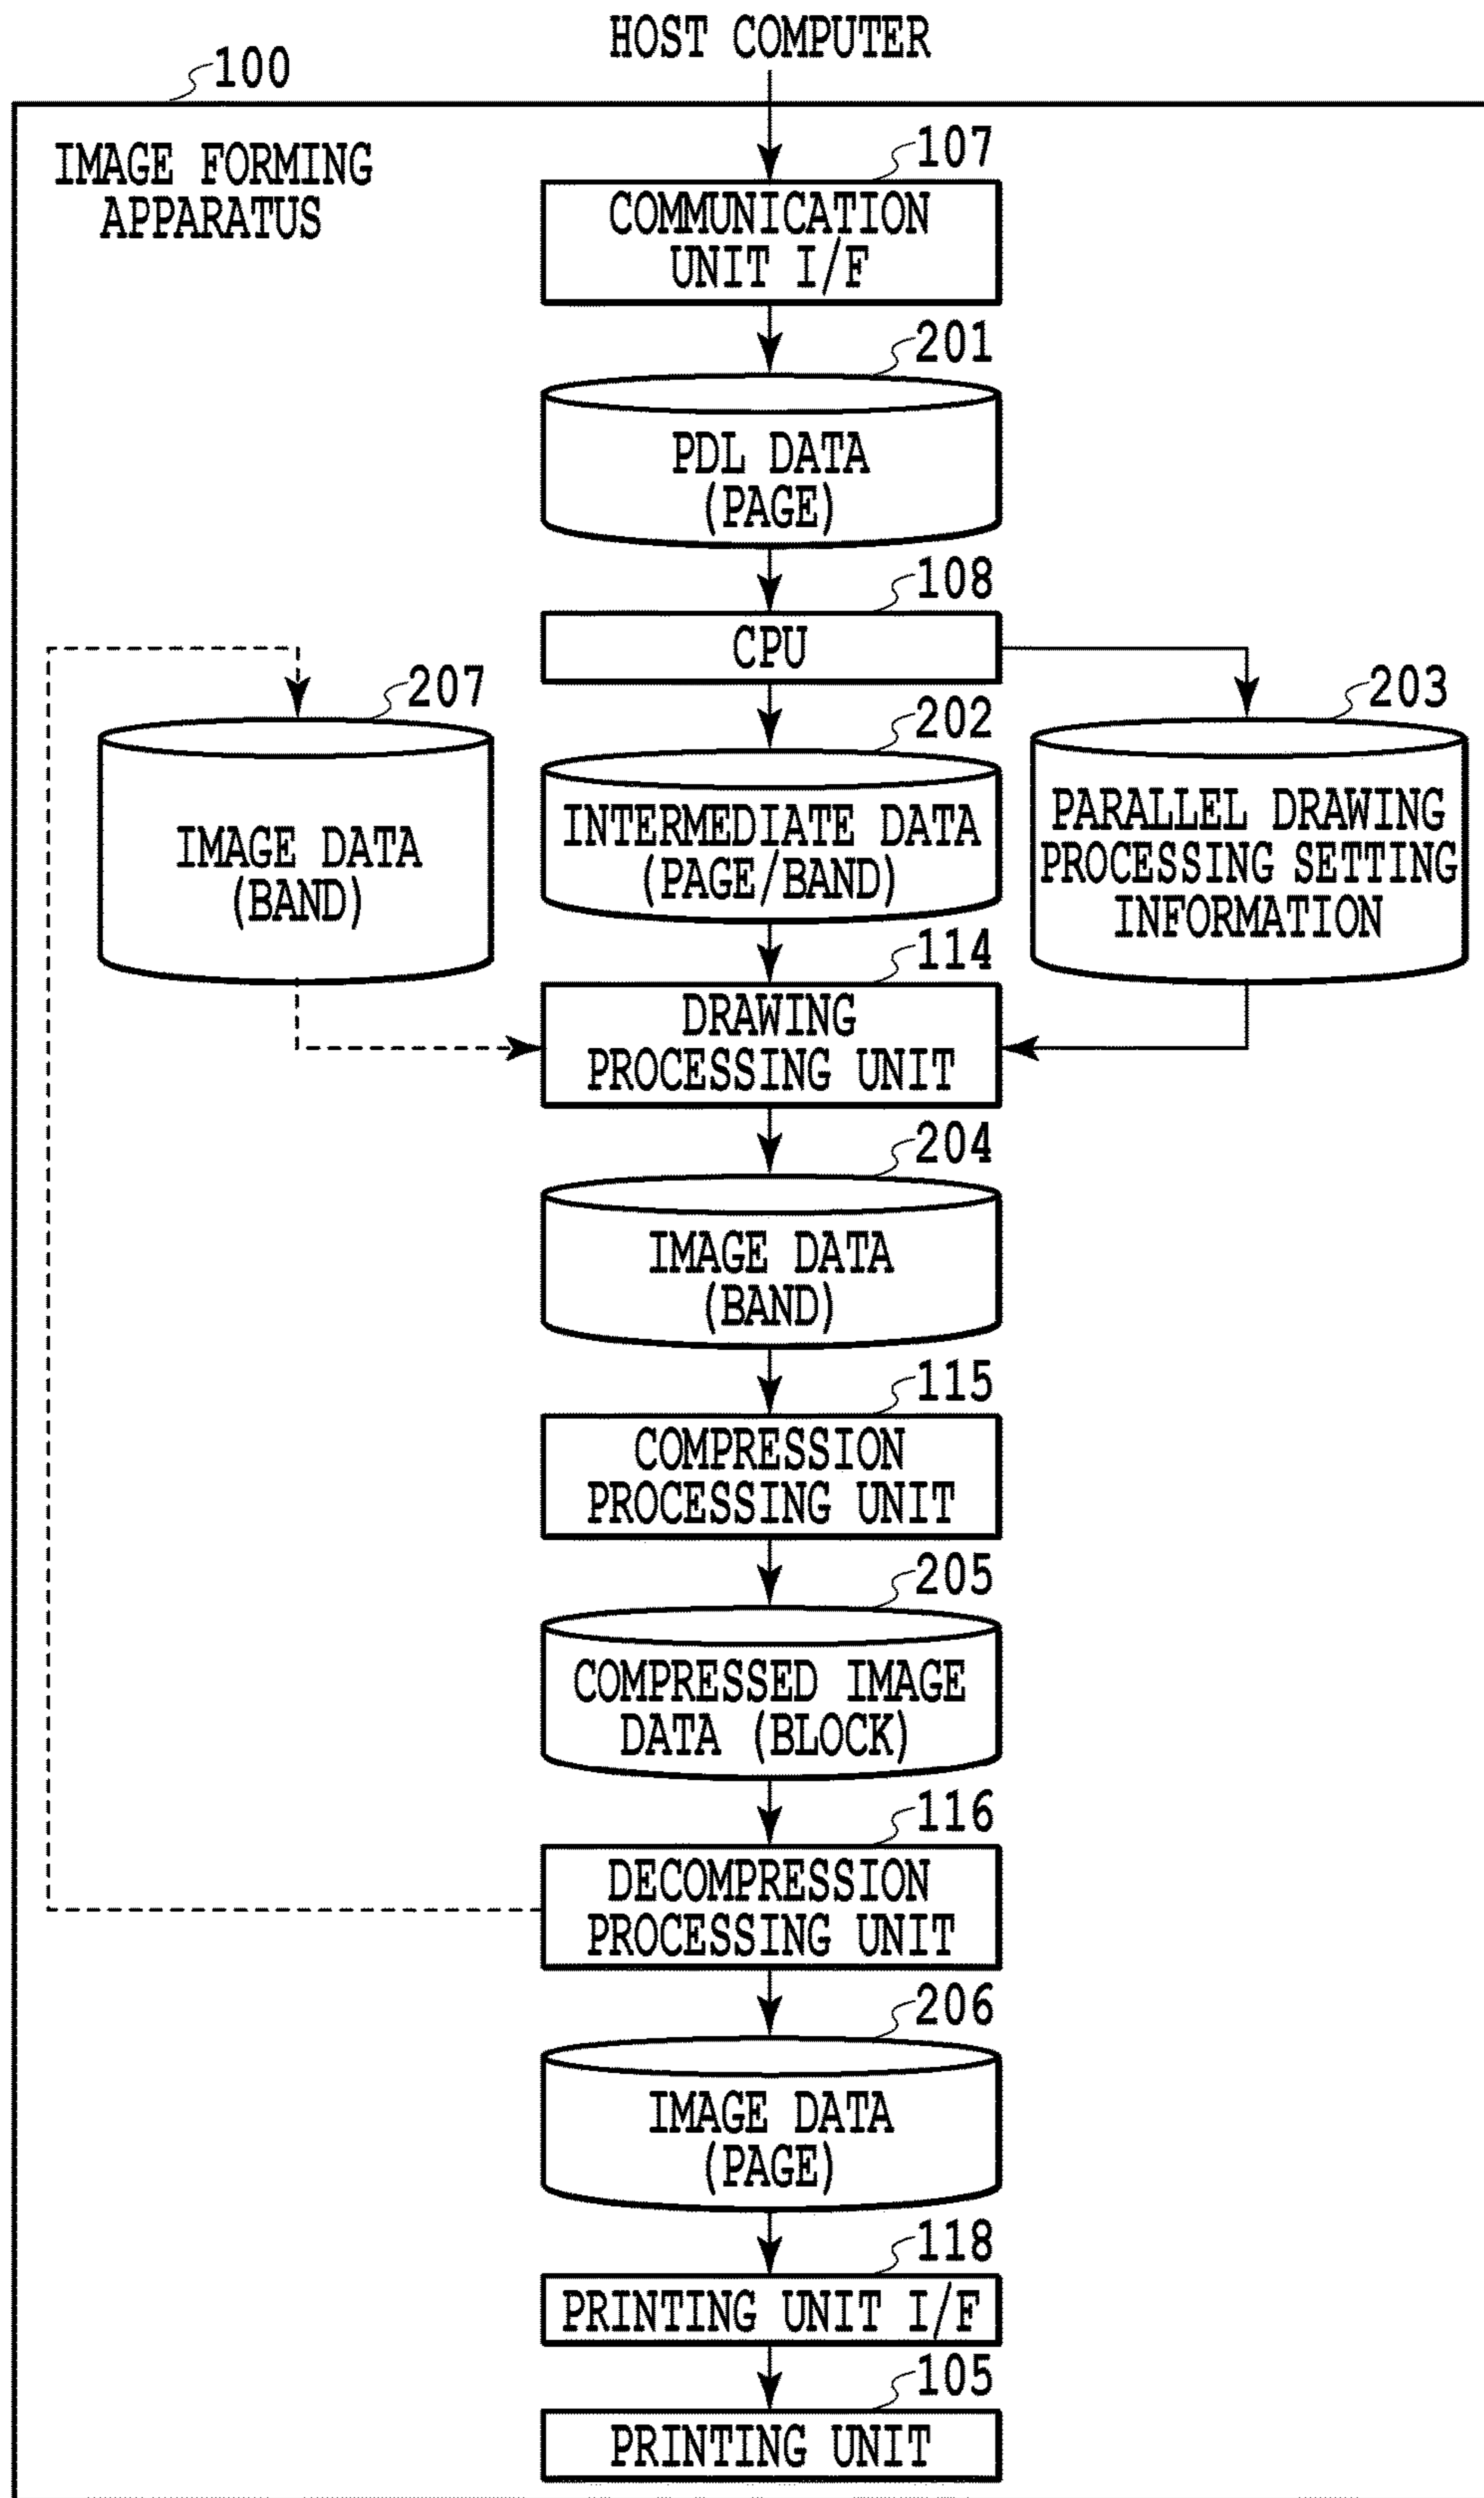 HOST COMPUTER
100
IMAGE FORMING
APPARATUS
107
COMMUNICATION
UNIT I/F
201
PDL DATA
(PAGE)
108
CPU
207
IMAGE DATA
(BAND)
202
INTERMEDIATE DATA
(PAGE/BAND)
203
PARALLEL DRAWING
PROCESSING SETTING
INFORMATION
114
DRAWING
PROCESSING UNIT
204
IMAGE DATA
(BAND)
115
COMPRESSION
PROCESSING UNIT
205
COMPRESSED IMAGE
DATA (BLOCK)
116
DECOMPRESSION
PROCESSING UNIT
206
IMAGE DATA
(PAGE)
118
PRINTING UNIT I/F
105
PRINTING UNIT